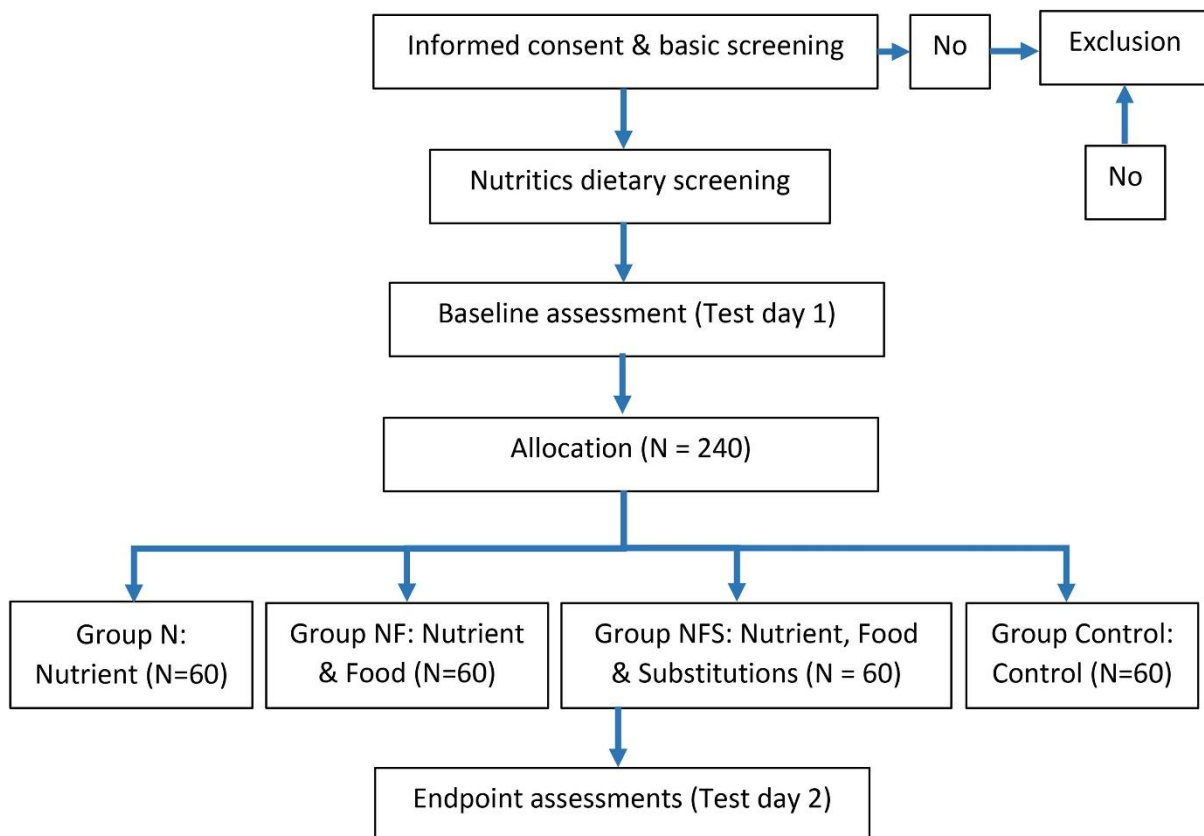 Informed consent & basic screening
No
Exclusion
Nutritics dietary screening
No
Baseline assessment (Test day 1)
Allocation (N = 240)
Group N:
Nutrient (N=60)
Group NF: Nutrient
& Food (N=60)
Group NFS: Nutrient, Food
& Substitutions (N = 60)
Group Control:
Control (N=60)
Endpoint assessments (Test day 2)